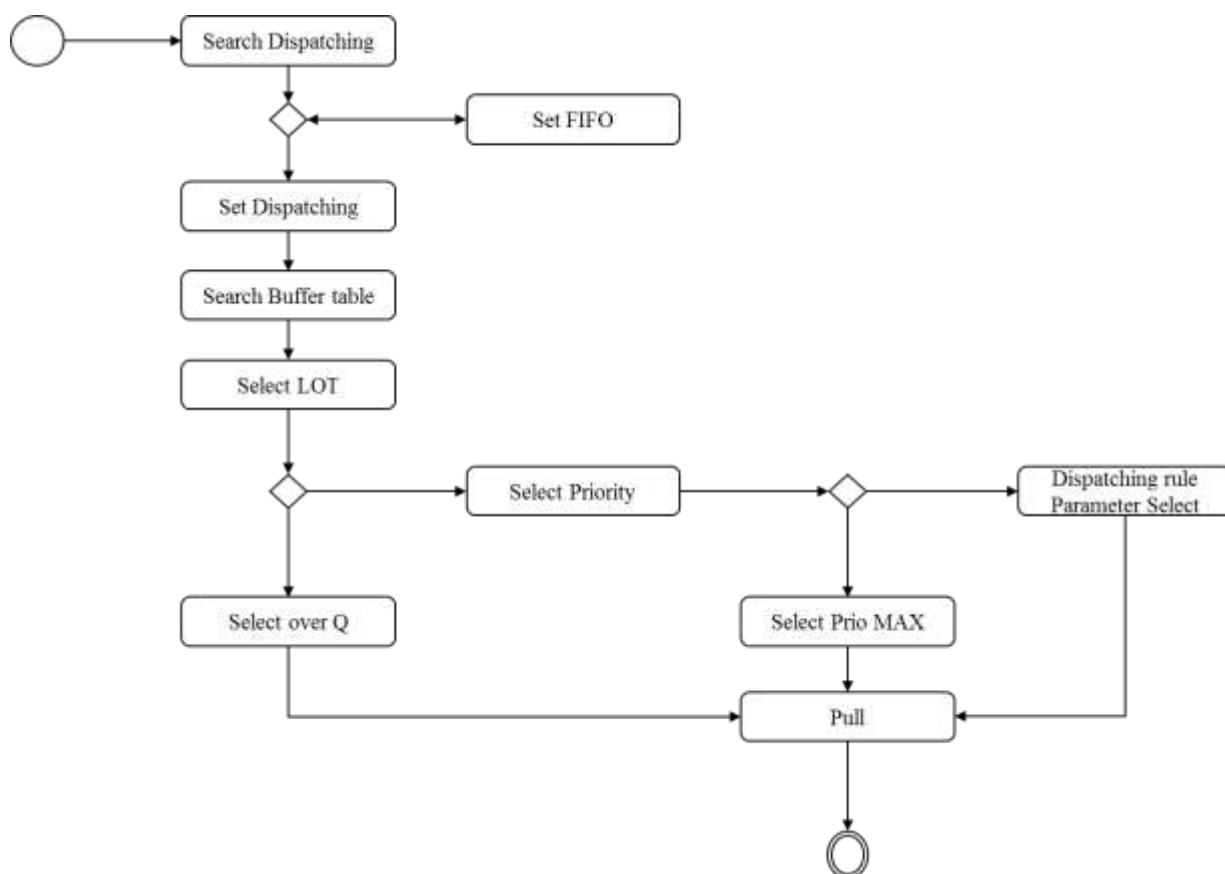 Search Dispatching
Set FIFO
Set Dispatching
Search Buffer table
Select LOT
Select Priority
Dispatching rule
Parameter Select
Select over Q
Select Prio MAX
Pull